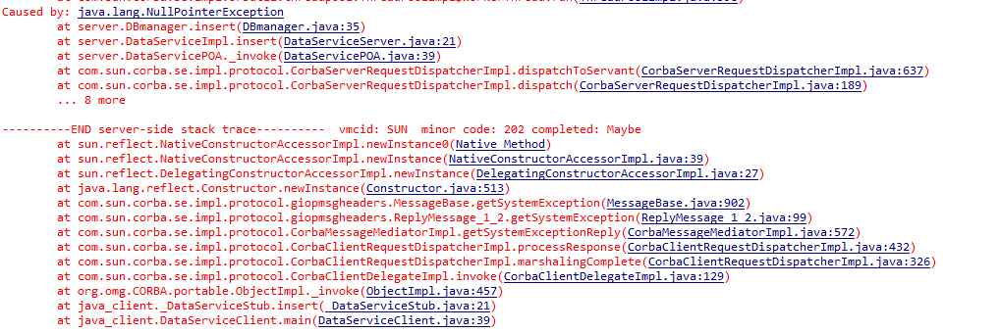 Caused by: java.lang.NullPointerException
at server.DBmanager.insert(DBmanager.java:35)
at server.DataServiceImpl.insert(DataServiceServer.java:21)
at server.DataServicePOA._invoke(DataServicePOA.java:39)
at com.sun.corba.se.impl.protocol.CorbaServerRequestDispatcherImpl.dispatchToServant(CorbaServerRequestDispatcherImpl.java:637)
at com.sun.corba.se.impl.protocol.CorbaServerRequestDispatcherImpl.dispatch(CorbaServerRequestDispatcherImpl.java:189)
... 8 more
----------END server-side stack trace----------  vmcid: SUN  minor code: 202 completed: Maybe
at sun.reflect.NativeConstructorAccessorImpl.newInstance0(Native Method)
at sun.reflect.NativeConstructorAccessorImpl.newInstance(NativeConstructorAccessorImpl.java:39)
at sun.reflect.DelegatingConstructorAccessorImpl.newInstance(DelegatingConstructorAccessorImpl.java:27)
at java.lang.reflect.Constructor.newInstance(Constructor.java:513)
at com.sun.corba.se.impl.protocol.giopmsgheaders.MessageBase.getSystemException(MessageBase.java:902)
at com.sun.corba.se.impl.protocol.giopmsgheaders.ReplyMessage_1_2.getSystemException(ReplyMessage_1_2.java:99)
at com.sun.corba.se.impl.protocol.CorbaMessageMediatorImpl.getSystemExceptionReply(CorbaMessageMediatorImpl.java:572)
at com.sun.corba.se.impl.protocol.CorbaClientRequestDispatcherImpl.processResponse(CorbaClientRequestDispatcherImpl.java:432)
at com.sun.corba.se.impl.protocol.CorbaClientRequestDispatcherImpl.marshalingComplete(CorbaClientRequestDispatcherImpl.java:326)
at com.sun.corba.se.impl.protocol.CorbaClientDelegateImpl.invoke(CorbaClientDelegateImpl.java:129)
at org.omg.CORBA.portable.ObjectImpl._invoke(ObjectImpl.java:457)
at java_client._DataServiceStub.insert(_DataServiceStub.java:21)
at java_client.DataServiceClient.main(DataServiceClient.java:39)